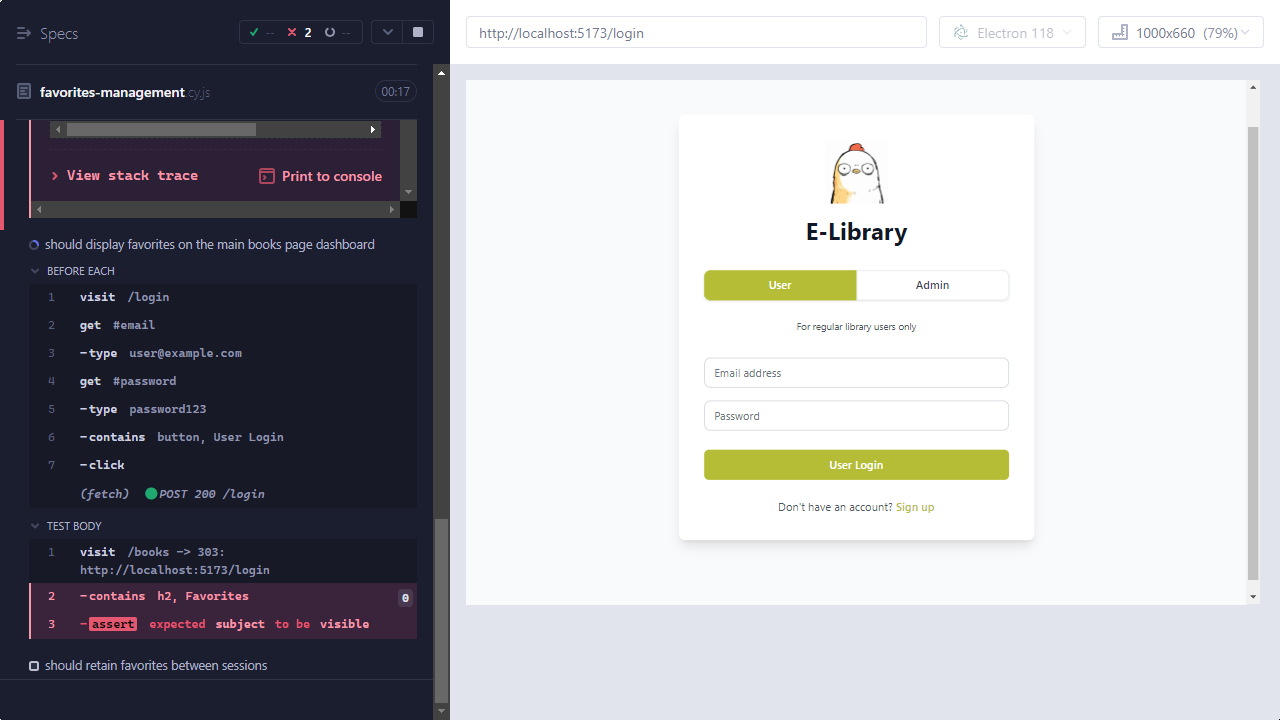 Specs
-- 2 --
http://localhost:5173/login
Electron 118
1000x660 (79%)
favorites-management.cy.js
00:17
View stack trace
Print to console
should display favorites on the main books page dashboard
BEFORE EACH
1 visit /login
2 get #email
3 -type user@example.com
4 get #password
5 -type password123
6 -contains button, User Login
7 -click
(fetch) POST 200 /login
TEST BODY
1 visit /books -> 303:
http://localhost:5173/login
2 -contains h2, Favorites 0
3 -assert expected subject to be visible
should retain favorites between sessions
E-Library
User Admin
For regular library users only
Email address
Password
User Login
Don't have an account? Sign up